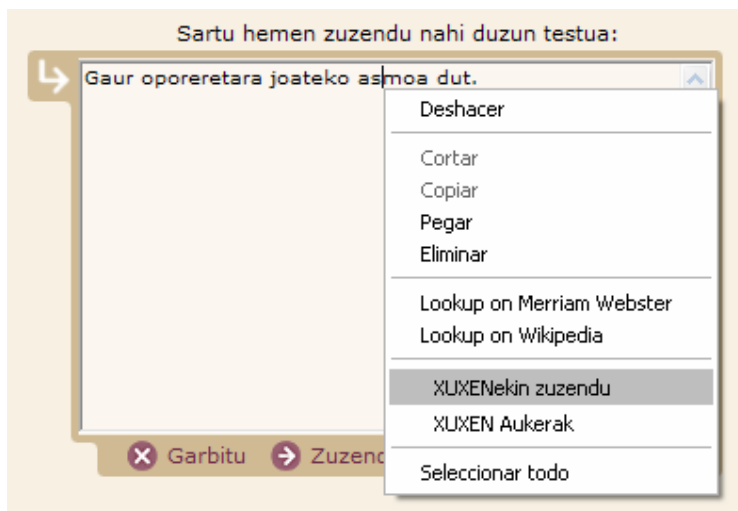 Sartu hemen zuzendu nahi duzun testua:
Gaur oporeretara joateko asmoa dut.
Deshacer
Cortar
Copiar
Pegar
Eliminar
Lookup on Merriam Webster
Lookup on Wikipedia
XUXENekin zuzendu
XUXEN Aukerak
Seleccionar todo
Garbitu